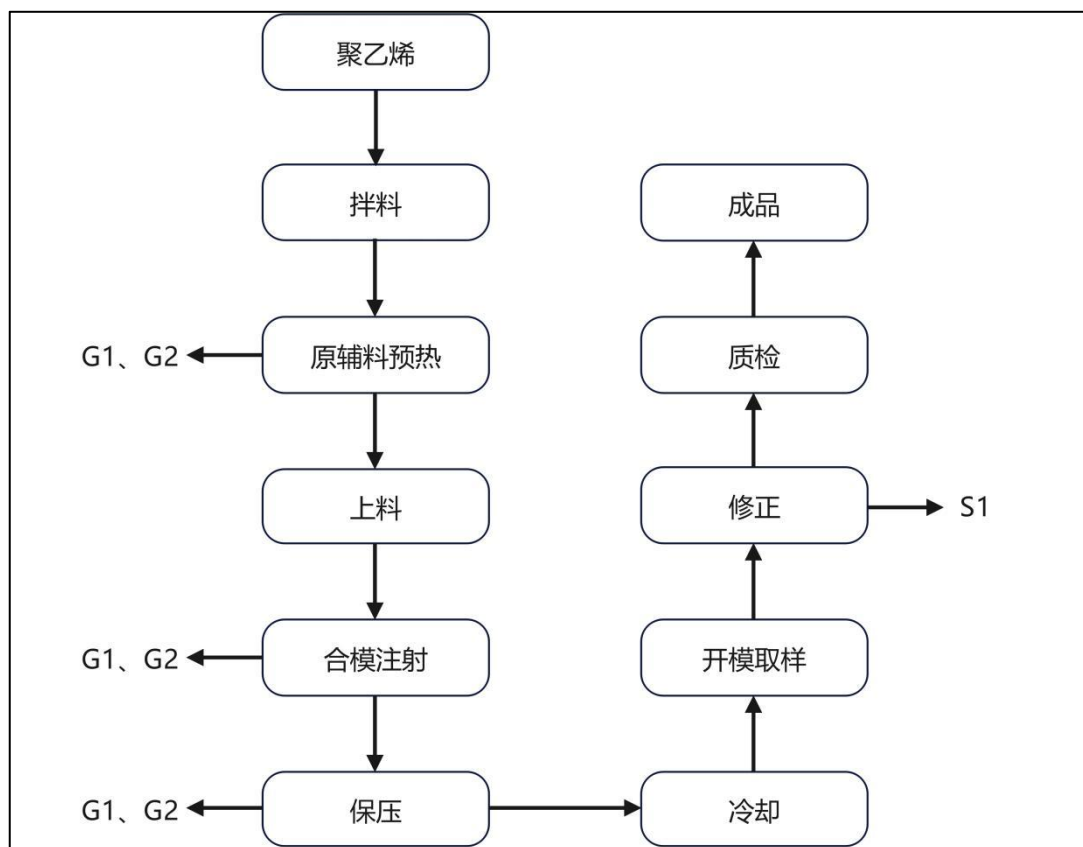 聚乙烯
拌料
G1、G2
原辅料预热
上料
G1、G2
合模注射
G1、G2
保压
冷却
开模取样
修正
S1
质检
成品